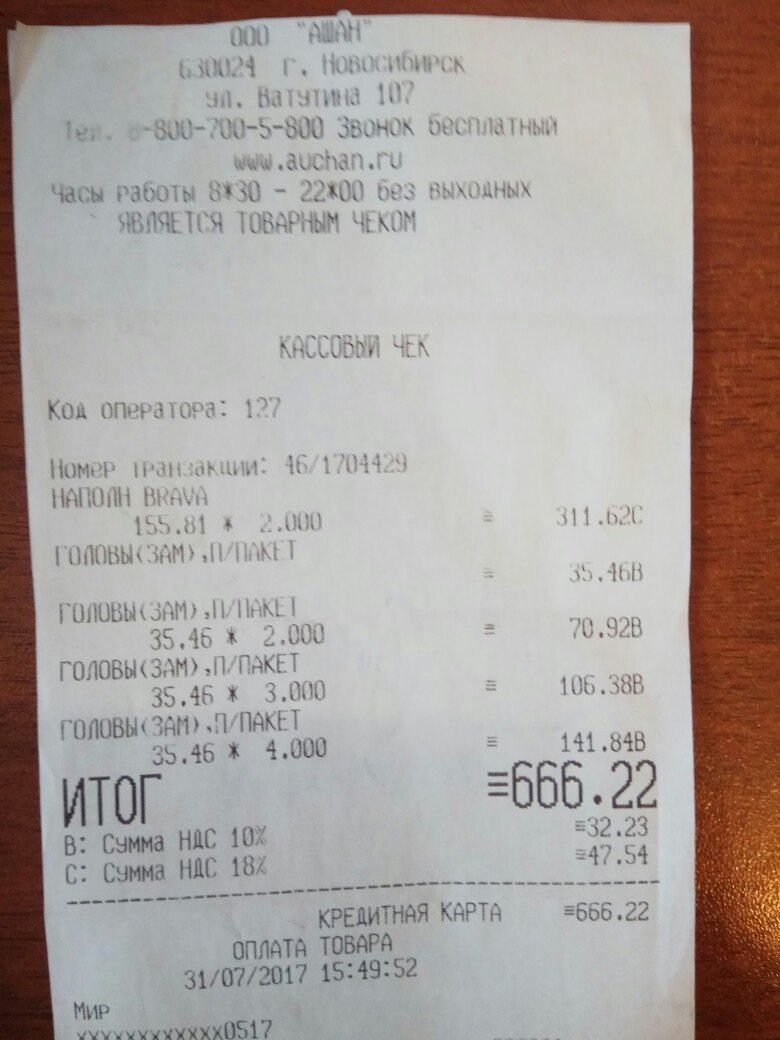 ООО "АШАН"
630024 г. Новосибирск
ул. Ватутина 107
Тел. 8-800-700-5-800 Звонок бесплатный
www.auchan.ru
Часы работы 8*30 - 22*00 без выходных
ЯВЛЯЕТСЯ ТОВАРНЫМ ЧЕКОМ
КАССОВЫЙ ЧЕК
Код оператора: 127
Номер транзакции: 46/1704429
НАПОЛН BRAVA
155.81 * 2.000 ≡ 311.62С
ГОЛОВЫ(ЗАМ),П/ПАКЕТ
≡ 35.46В
ГОЛОВЫ(ЗАМ),П/ПАКЕТ
35.46 * 2.000 ≡ 70.92В
ГОЛОВЫ(ЗАМ),П/ПАКЕТ
35.46 * 3.000 ≡ 106.38В
ГОЛОВЫ(ЗАМ),П/ПАКЕТ
35.46 * 4.000 ≡ 141.84В
ИТОГ ≡666.22
В: Сумма НДС 10% ≡32.23
С: Сумма НДС 18% ≡47.54
КРЕДИТНАЯ КАРТА ≡666.22
ОПЛАТА ТОВАРА
31/07/2017 15:49:52
Мир
xxxxxxxxxxxx0517